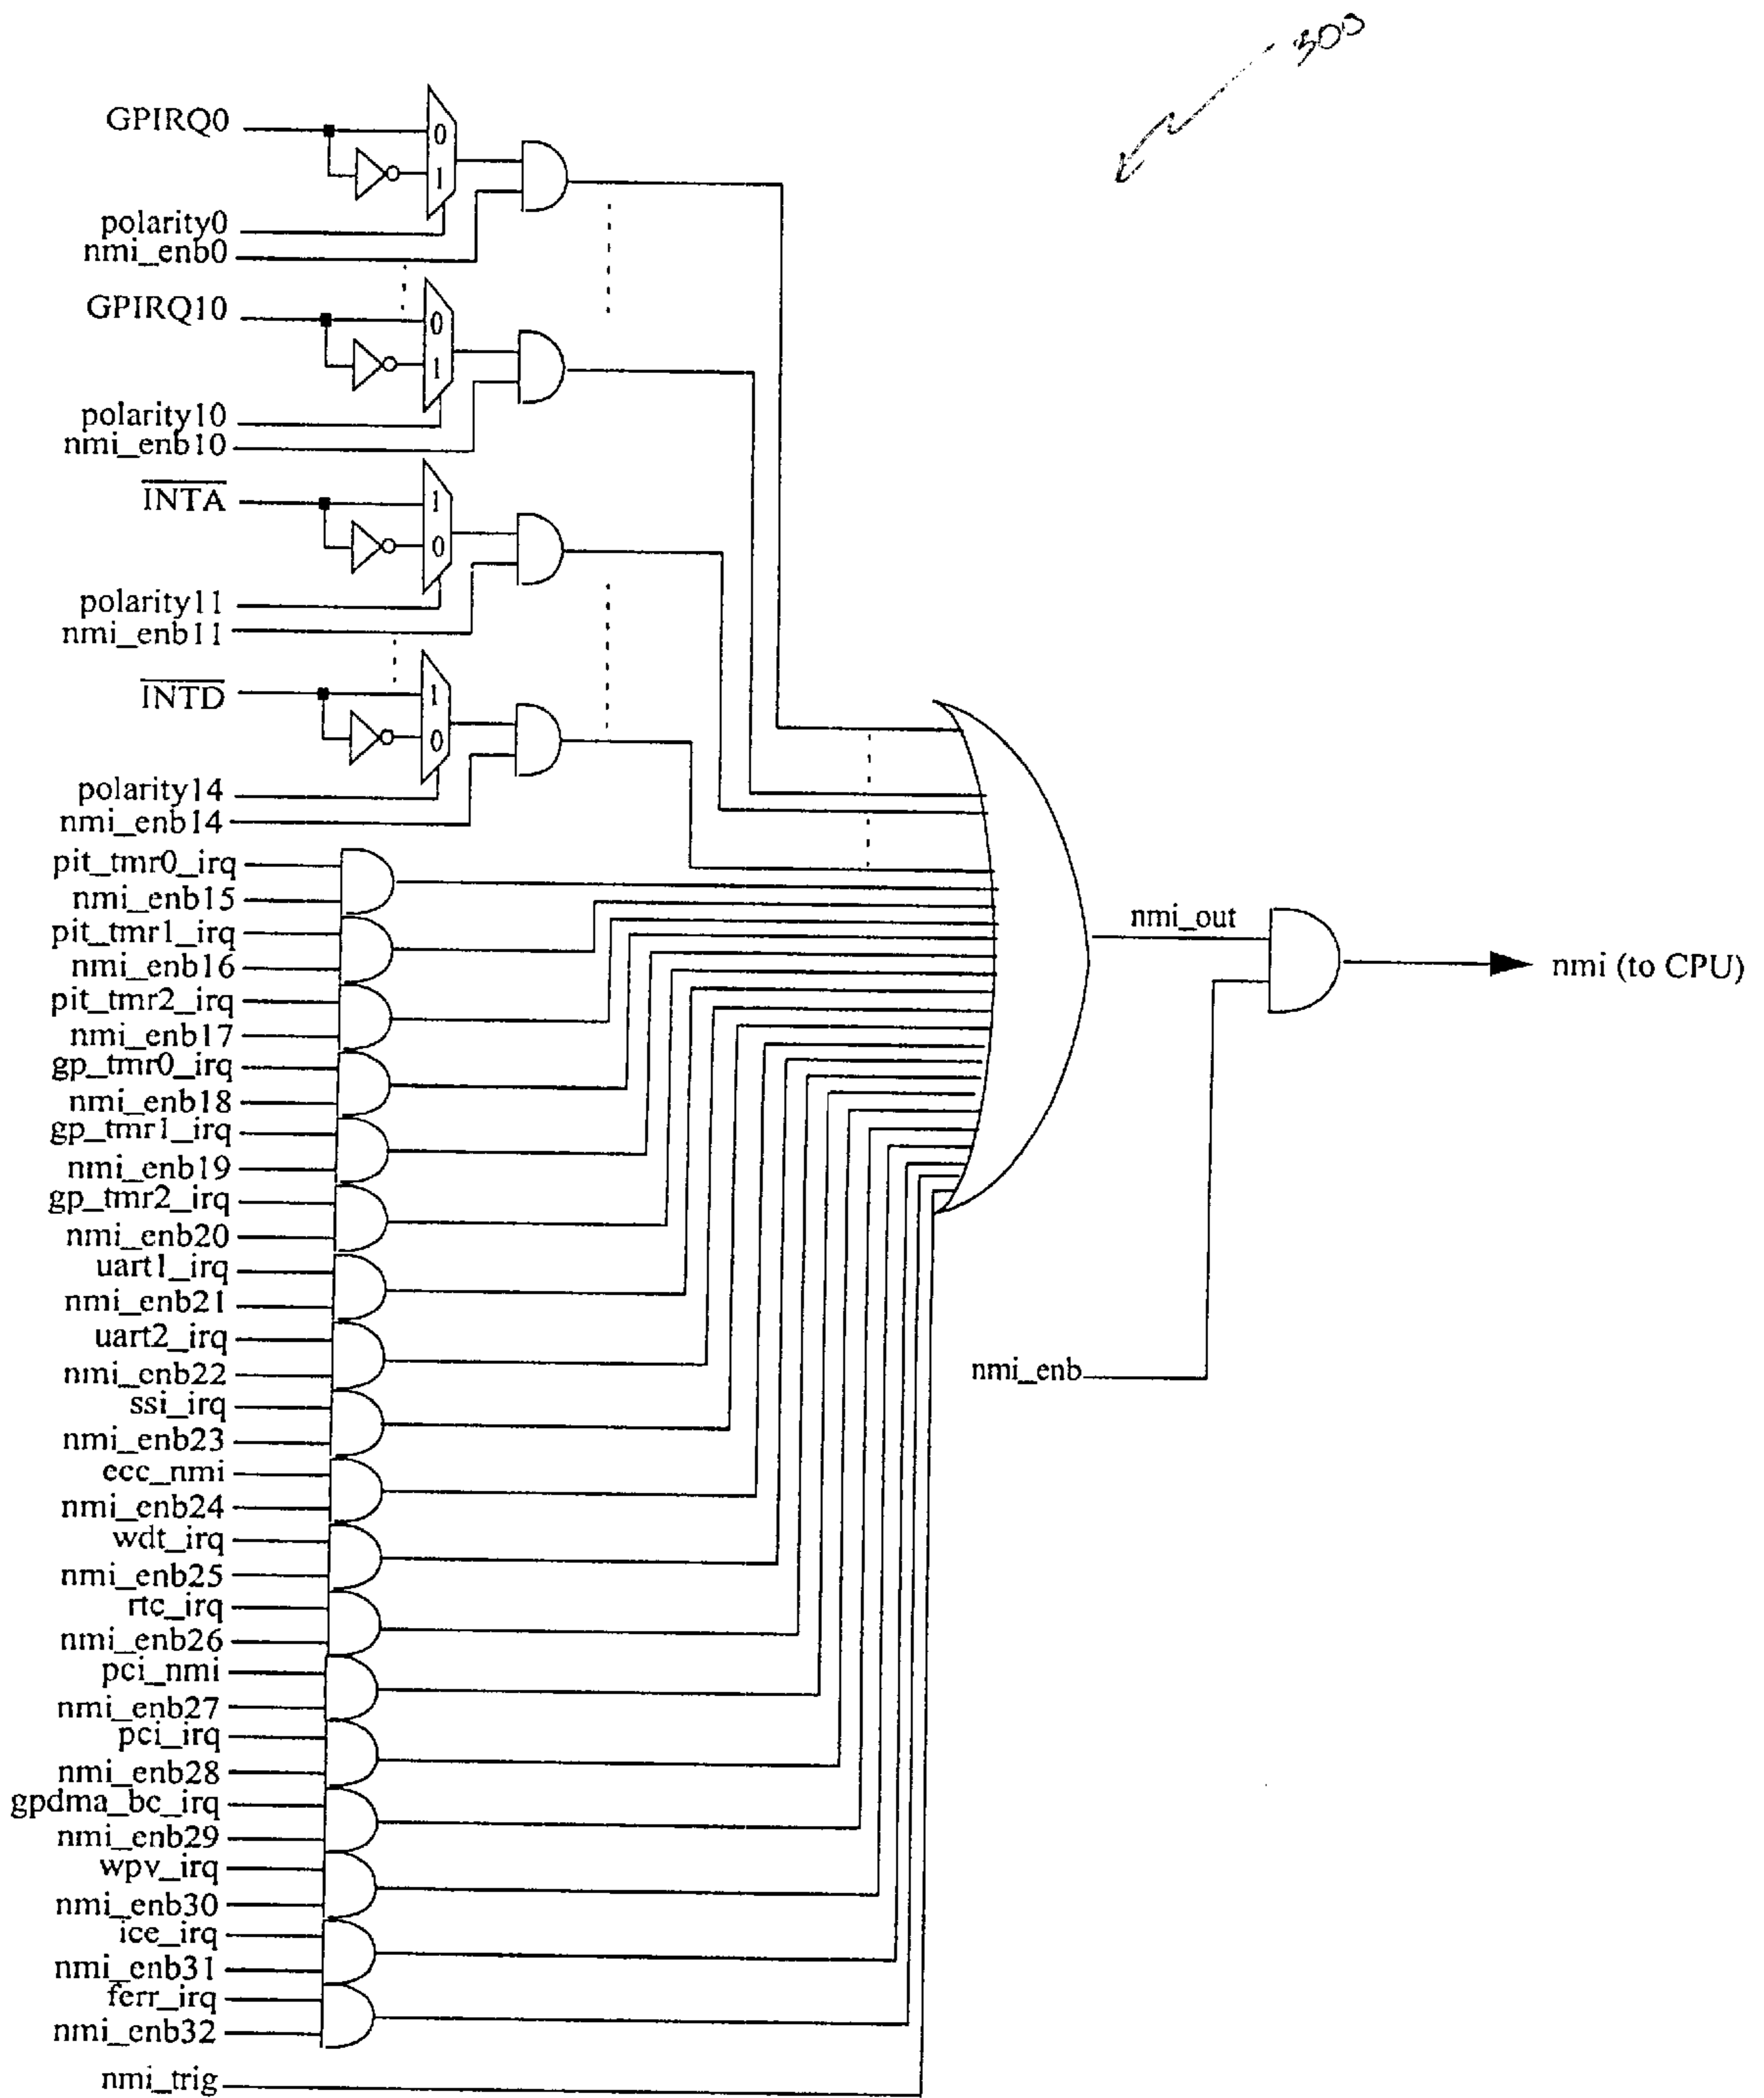 300
GPIRQ0
0
1
polarity0
nmi_enb0
GPIRQ10
0
1
polarity10
nmi_enb10
INTA
1
0
polarity11
nmi_enb11
INTD
1
0
polarity14
nmi_enb14
pit_tmr0_irq
nmi_enb15
pit_tmr1_irq
nmi_enb16
pit_tmr2_irq
nmi_enb17
gp_tmr0_irq
nmi_enb18
gp_tmr1_irq
nmi_enb19
gp_tmr2_irq
nmi_enb20
uart1_irq
nmi_enb21
uart2_irq
nmi_enb22
ssi_irq
nmi_enb23
ecc_nmi
nmi_enb24
wdt_irq
nmi_enb25
rtc_irq
nmi_enb26
pci_nmi
nmi_enb27
pci_irq
nmi_enb28
gpdma_bc_irq
nmi_enb29
wpv_irq
nmi_enb30
ice_irq
nmi_enb31
ferr_irq
nmi_enb32
nmi_trig
nmi_out
nmi_enb
nmi (to CPU)